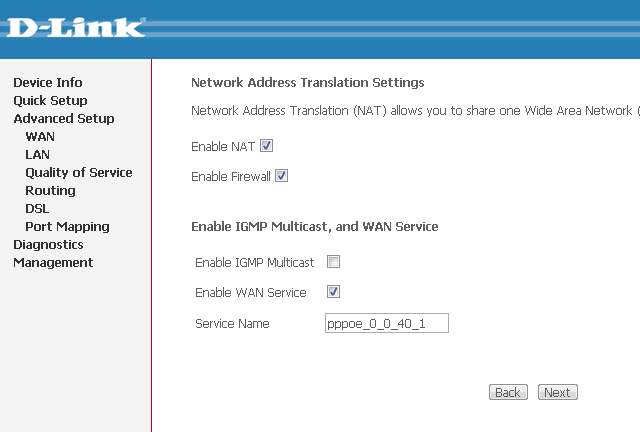 D-Link
Device Info
Quick Setup
Advanced Setup
WAN
LAN
Quality of Service
Routing
DSL
Port Mapping
Diagnostics
Management
Network Address Translation Settings
Network Address Translation (NAT) allows you to share one Wide Area Network (
Enable NAT
Enable Firewall
Enable IGMP Multicast, and WAN Service
Enable IGMP Multicast
Enable WAN Service
Service Name pppoe_0_0_40_1
Back Next